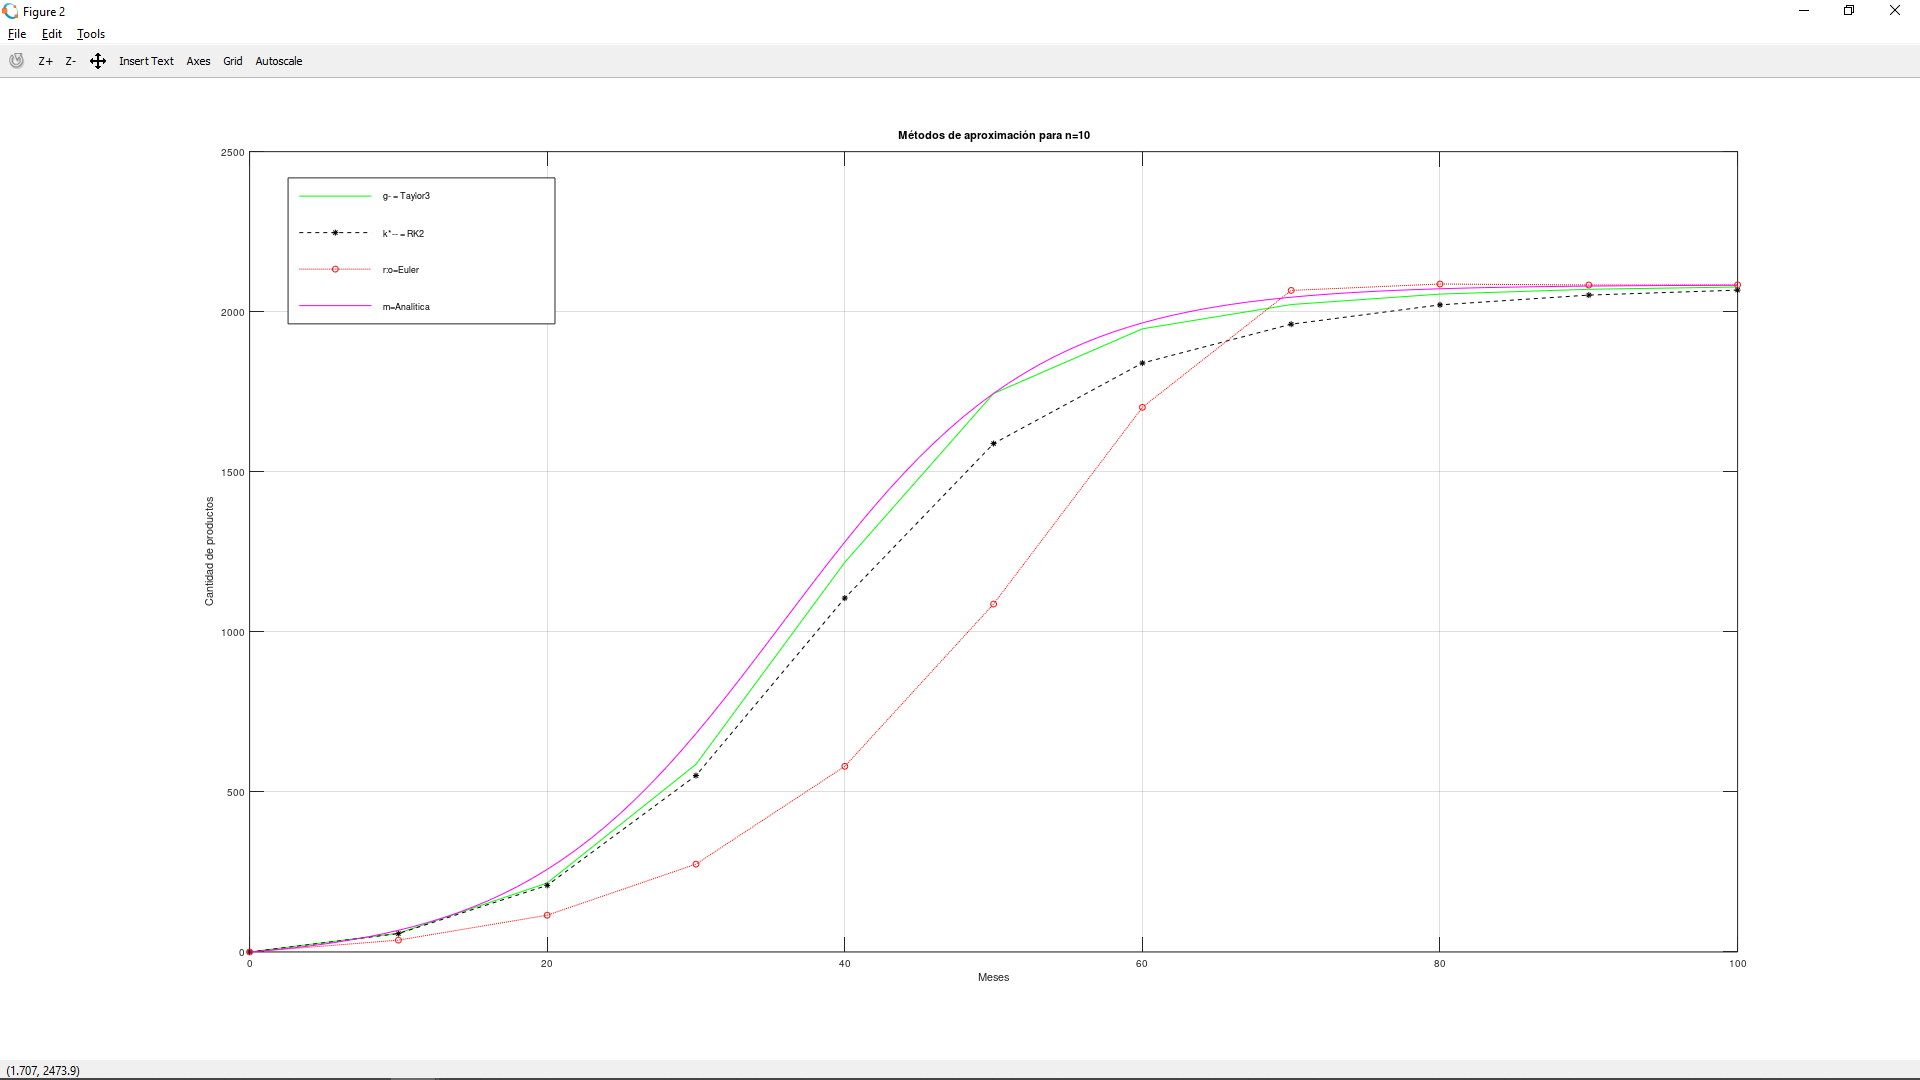 Figure 2
File Edit Tools
Z+ Z- Insert Text Axes Grid Autoscale
Métodos de aproximación para n=10
2500
2000
1500
1000
500
0
Cantidad de productos
g- = Taylor3
k*-- = RK2
r:o=Euler
m=Analítica
0 20 40 60 80 100
Meses
(1.707, 2473.9)